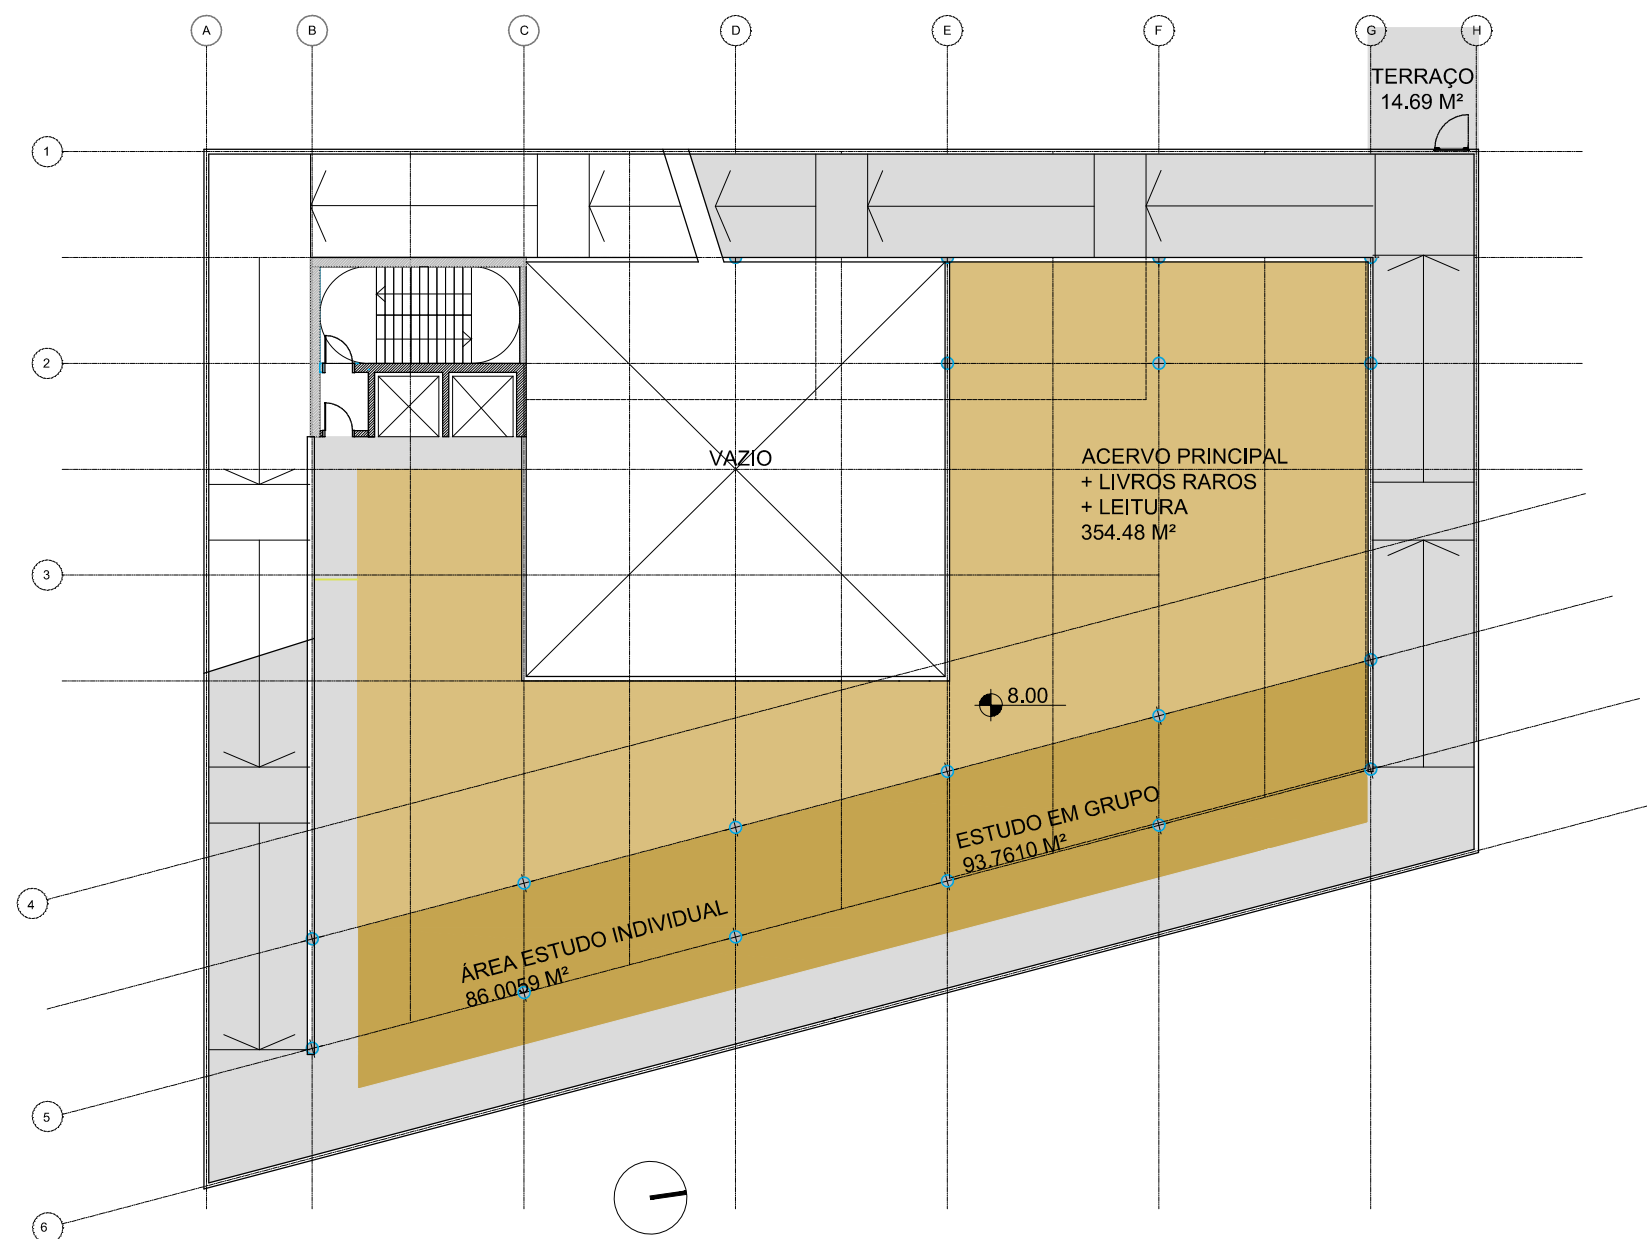 A
B
C
D
E
F
G
H
TERRAÇO
14.69 M²
1
2
VAZIO
ACERVO PRINCIPAL
+ LIVROS RAROS
+ LEITURA
354.48 M²
3
8.00
ESTUDO EM GRUPO
93.7610 M²
4
ÁREA ESTUDO INDIVIDUAL
86.0059 M²
5
6